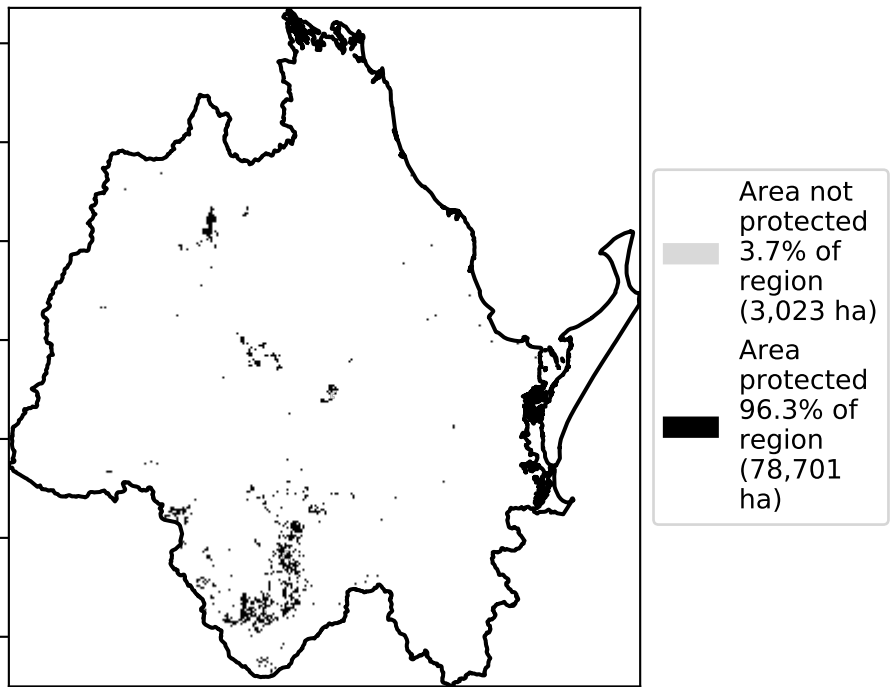 Area not
protected
3.7% of
region
(3,023 ha)
Area
protected
96.3% of
region
(78,701
ha)